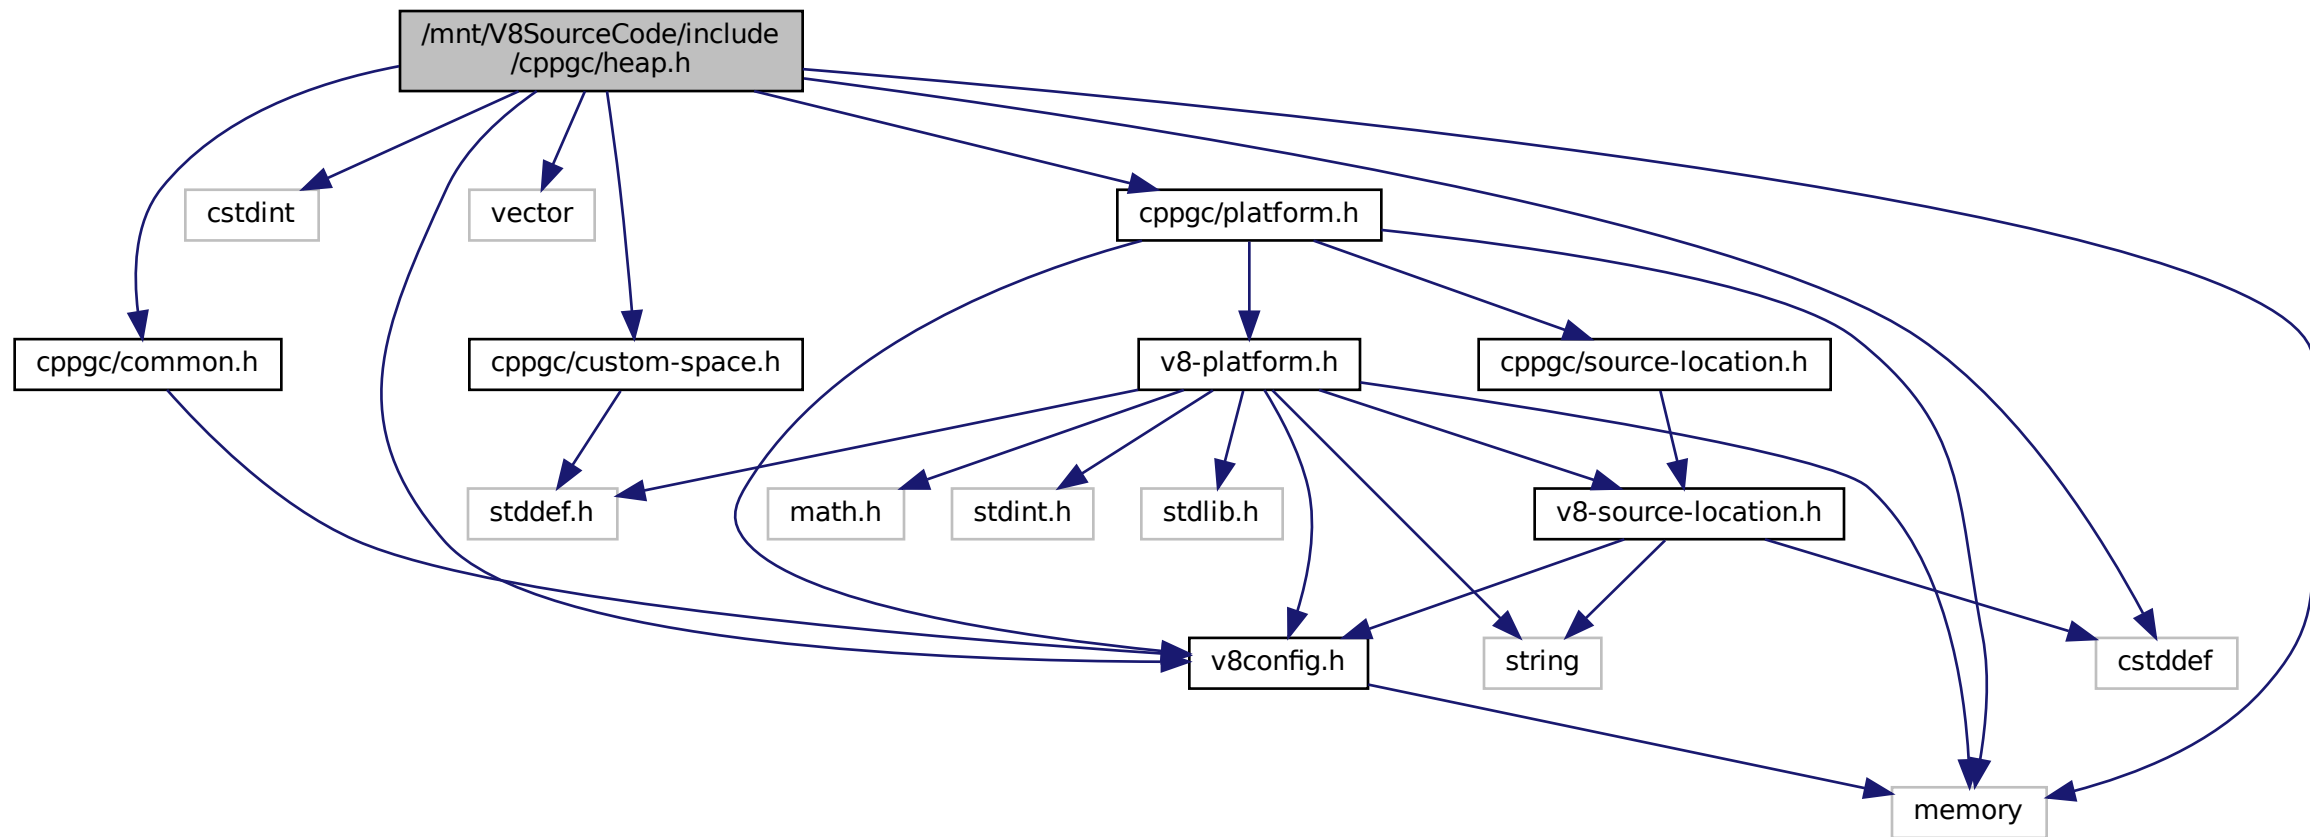 /mnt/V8SourceCode/include
/cppgc/heap.h
cstdint
vector
cppgc/platform.h
cppgc/common.h
cppgc/custom-space.h
v8-platform.h
cppgc/source-location.h
stddef.h
math.h
stdint.h
stdlib.h
v8-source-location.h
v8config.h
string
cstddef
memory